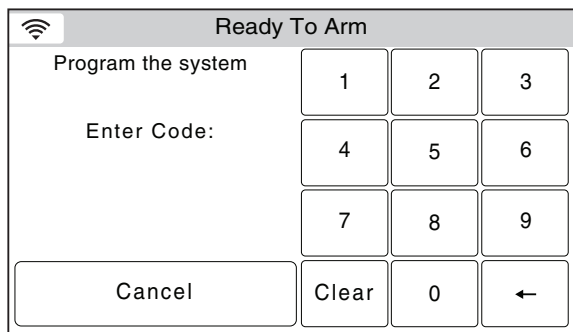 Ready To Arm
Program the system
Enter Code:
1 2 3
4 5 6
7 8 9
Cancel Clear 0 ←